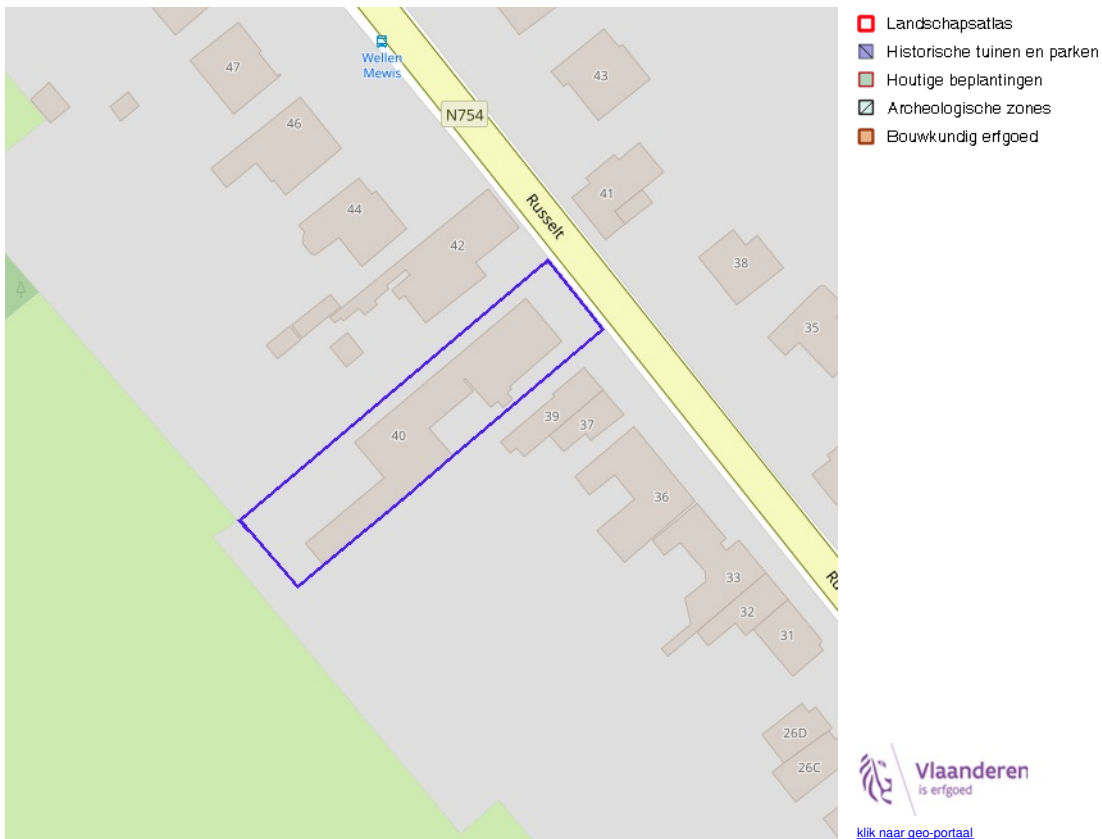 Wellen
Mewis
47
43
N754
46
41
Russelt
44
42
38
35
39
37
40
36
33
32
31
Ru
26D
26C
Landschapsatlas
Historische tuinen en parken
Houtige beplantingen
Archeologische zones
Bouwkundig erfgoed
Vlaanderen
is erfgoed
klik naar geo-portaal